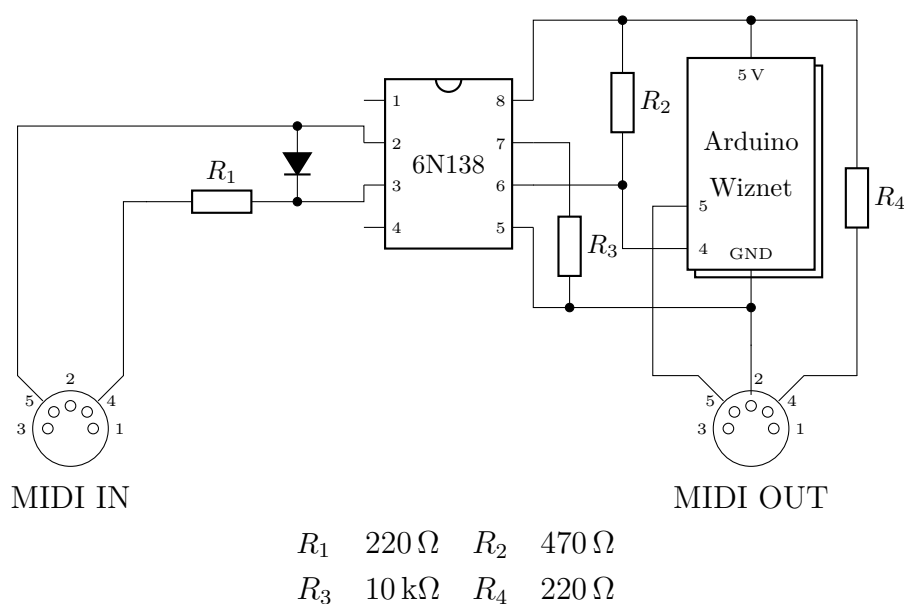 5 V
1
8
R2
2
7
Arduino
R1
6N138
3
6
Wiznet
R4
5
4
5
R3
4
GND
2
2
5
4
5
4
3
1
3
1
MIDI IN
MIDI OUT
R1 220 Ω R2 470 Ω
R3 10 kΩ R4 220 Ω